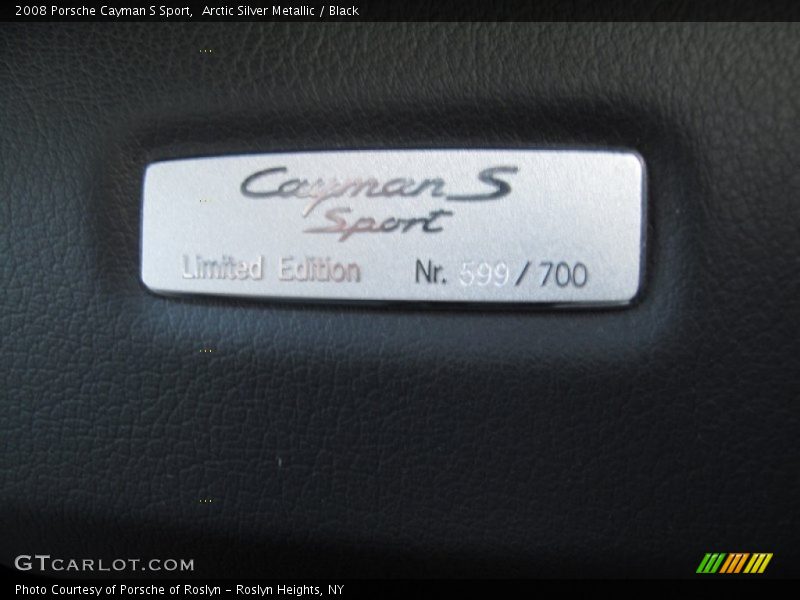 2008 Porsche Cayman S Sport,  Arctic Silver Metallic / Black
Cayman S
Sport
Limited Edition Nr. 599/700
GTCARLOT.COM
Photo Courtesy of Porsche of Roslyn - Roslyn Heights, NY